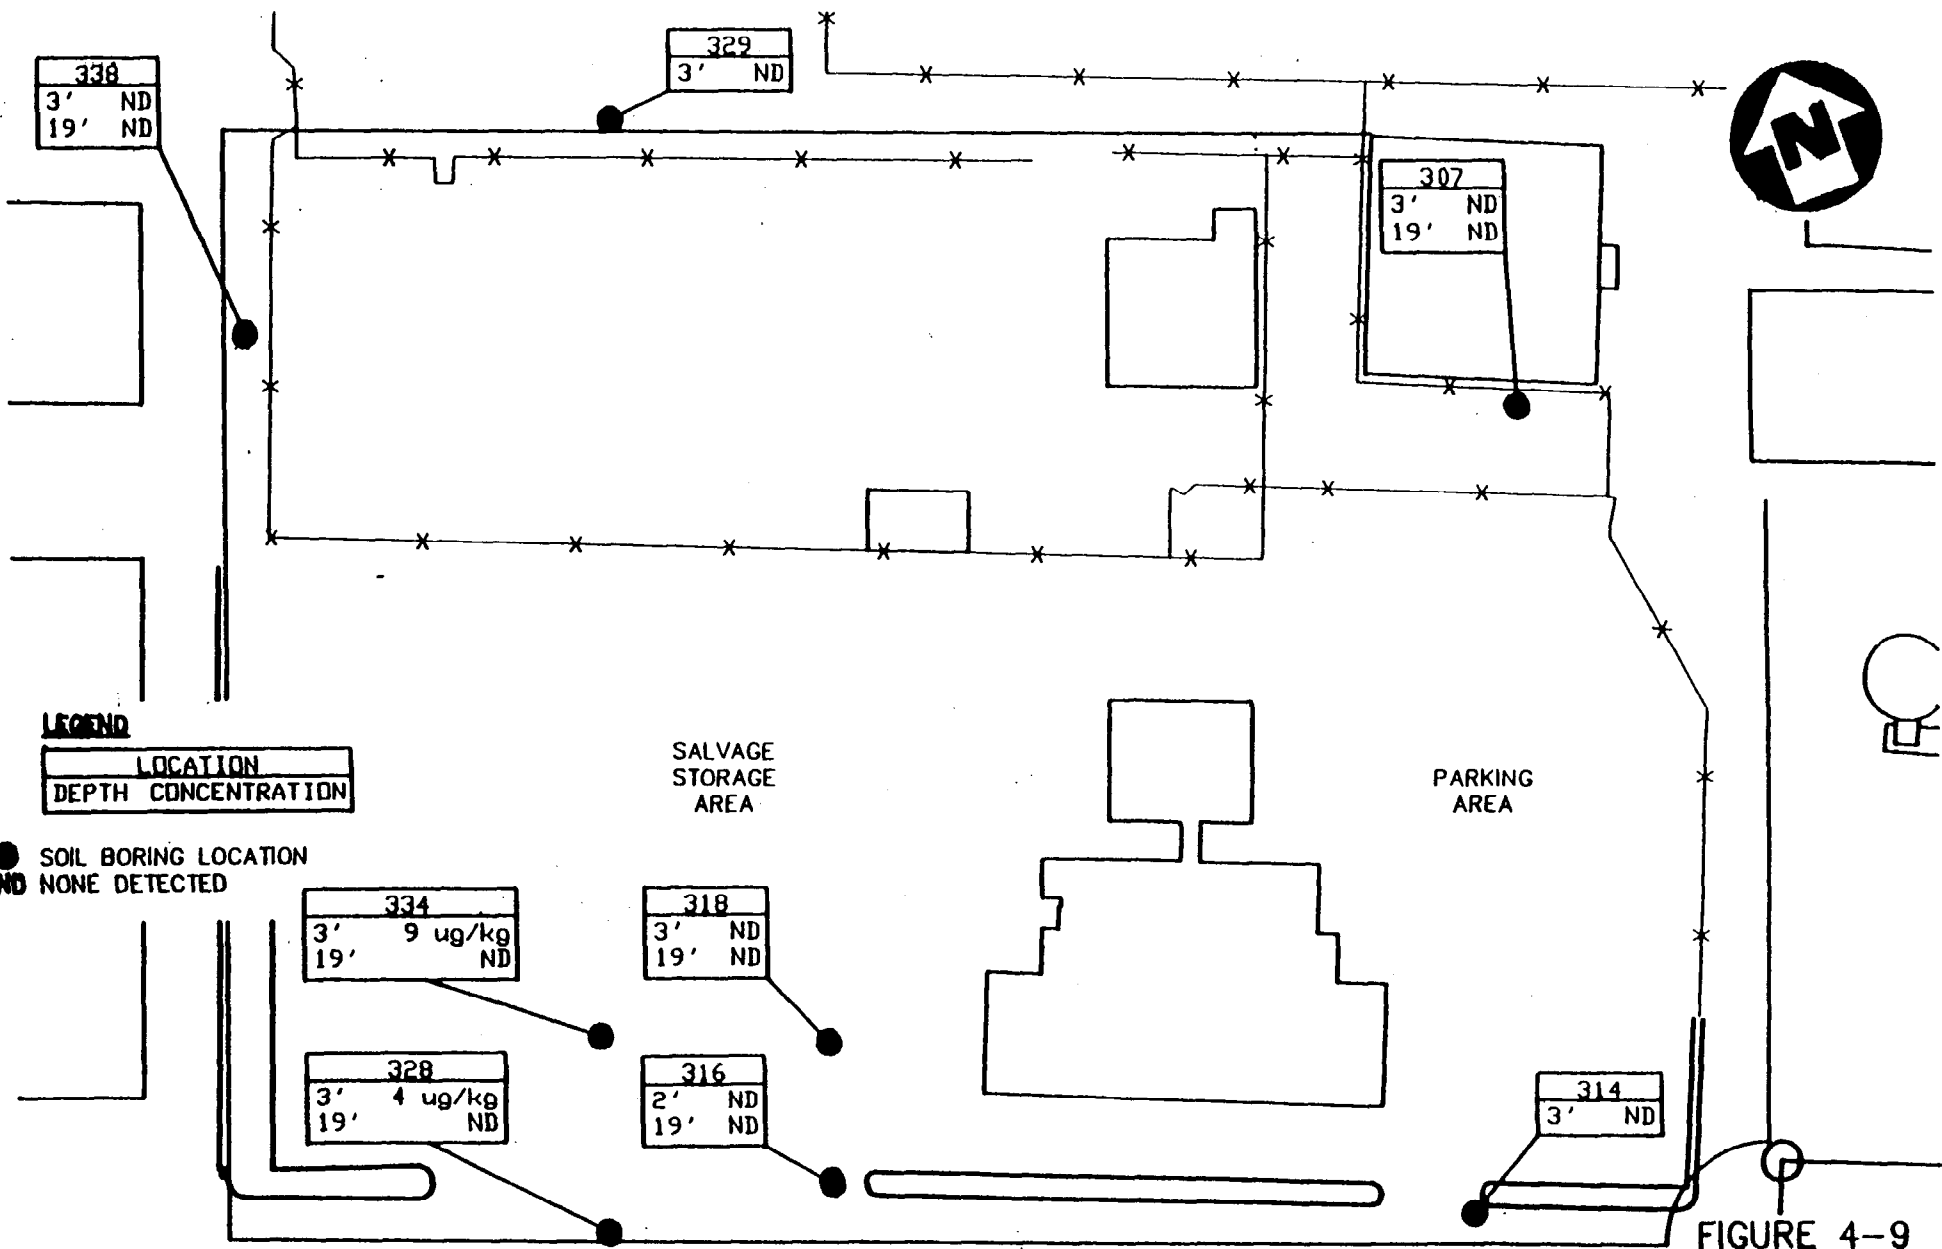 329
3' ND
338
3' ND
19' ND
N
307
3' ND
19' ND
LEGEND
LOCATION
DEPTH CONCENTRATION
SALVAGE
STORAGE
AREA
PARKING
AREA
SOIL BORING LOCATION
ND NONE DETECTED
334
3' 9 ug/kg
19' ND
318
3' ND
19' ND
328
3' 4 ug/kg
19' ND
316
2' ND
19' ND
314
3' ND
FIGURE 4-9